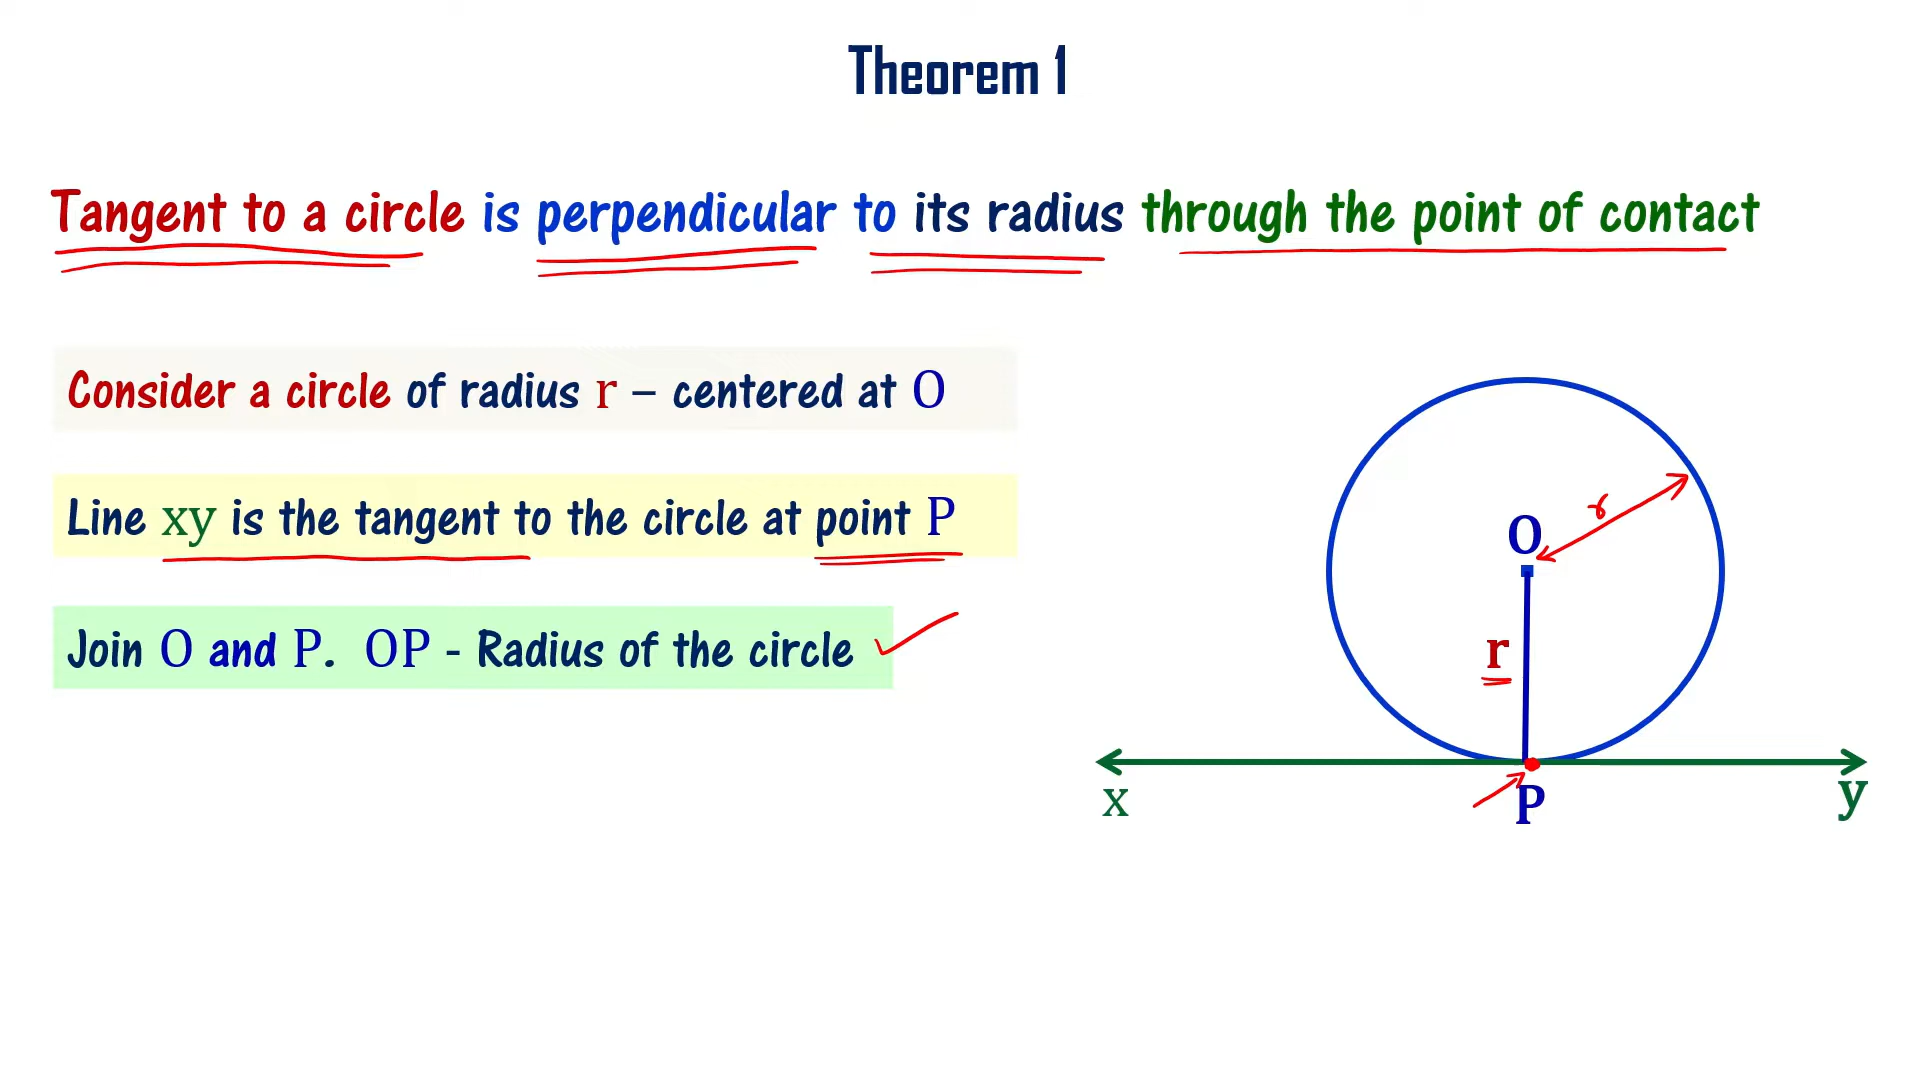 Theorem 1
Tangent to a circle is perpendicular to its radius through the point of contact
Consider a circle of radius r – centered at O
Line xy is the tangent to the circle at point P
Join O and P. OP - Radius of the circle
r
O
r
x
P
y